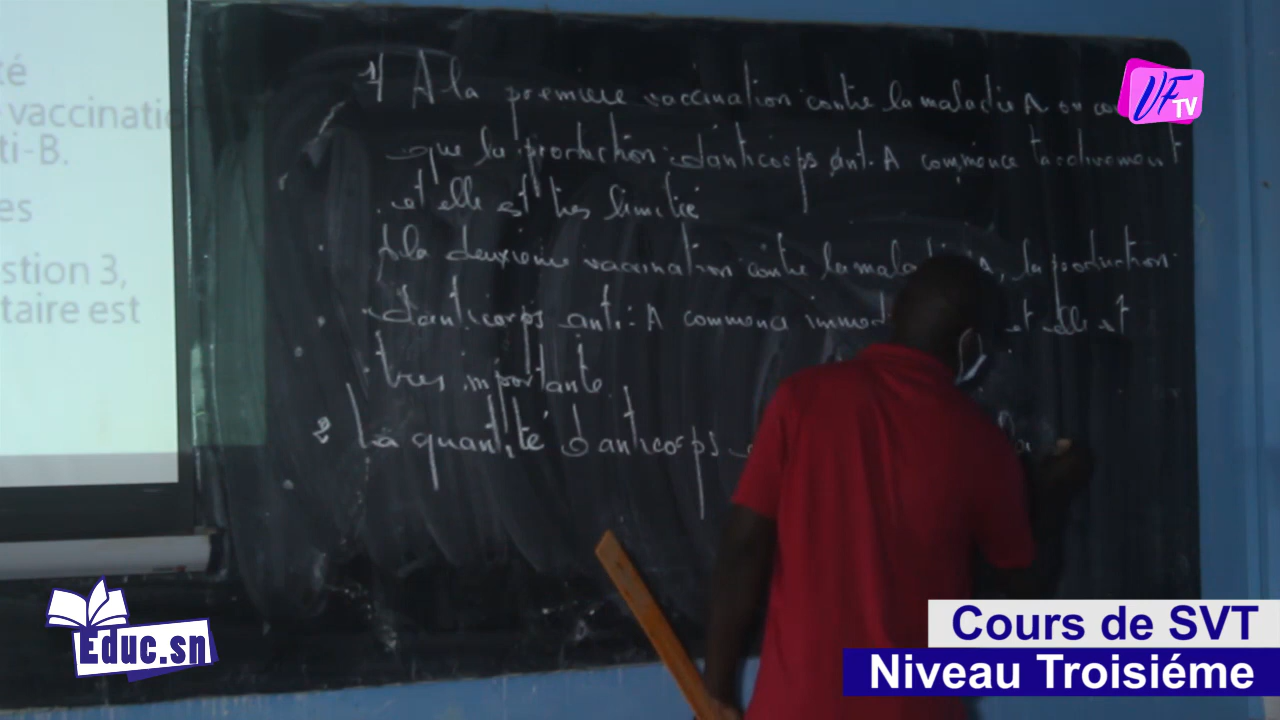 té
vaccinatio
ti-B.
es
stion 3,
taire est
1) A la première vaccination contre la maladie A on
que la production d'anticorps anti-A commence tardivement
et elle est très limitée
A la deuxième vaccination contre la maladie A, la production
d'anticorps anti-A commence et elle est
très importante
2 La quantité d'anticorps
VF
TV
Educ.sn
Cours de SVT
Niveau Troisiéme